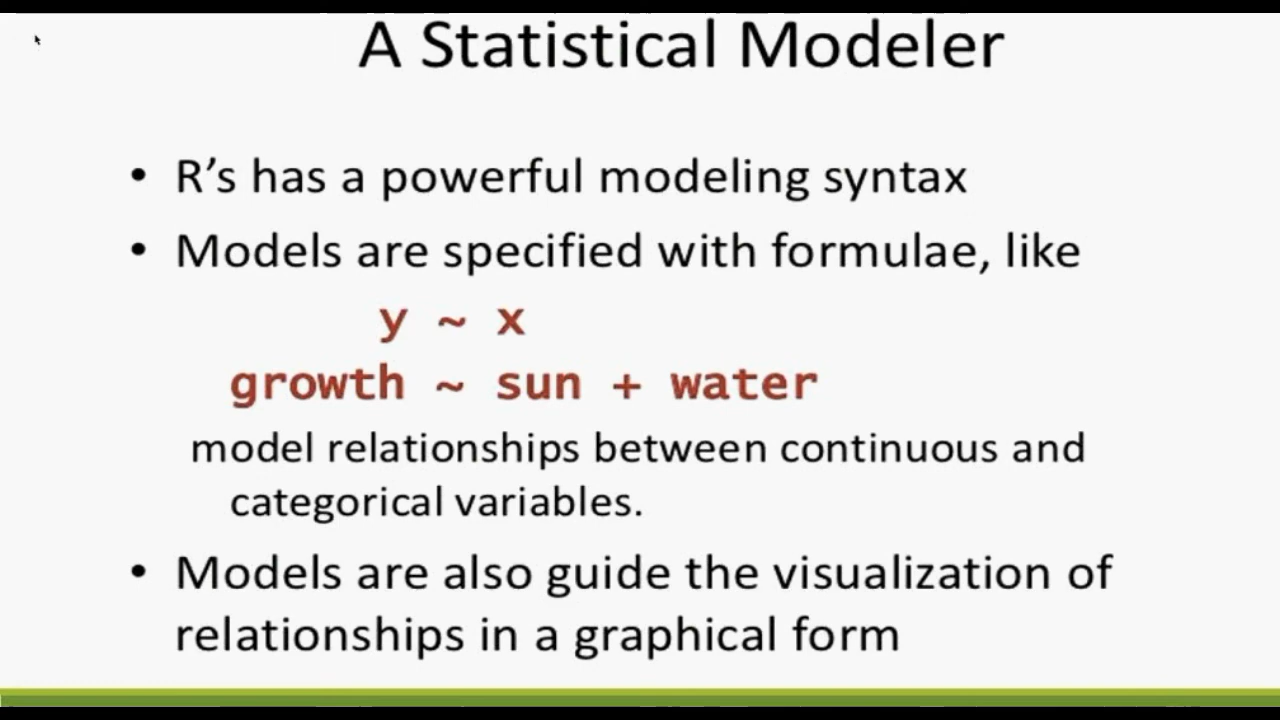 A Statistical Modeler
• R’s has a powerful modeling syntax
• Models are specified with formulae, like
y ~ x
growth ~ sun + water
model relationships between continuous and
categorical variables.
• Models are also guide the visualization of
relationships in a graphical form